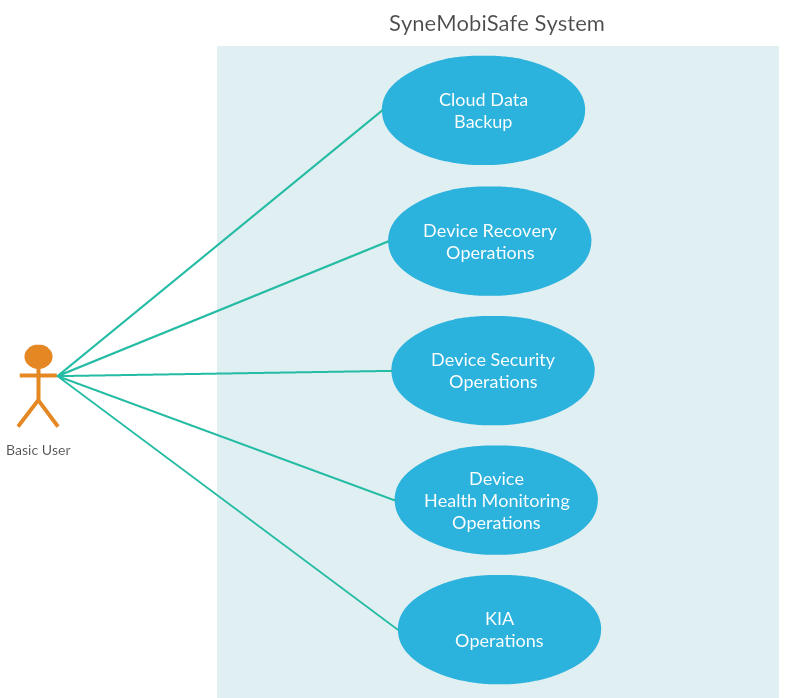 SyneMobiSafe System
Cloud Data
Backup
Device Recovery
Operations
Device Security
Operations
Basic User
Device
Health Monitoring
Operations
KIA
Operations